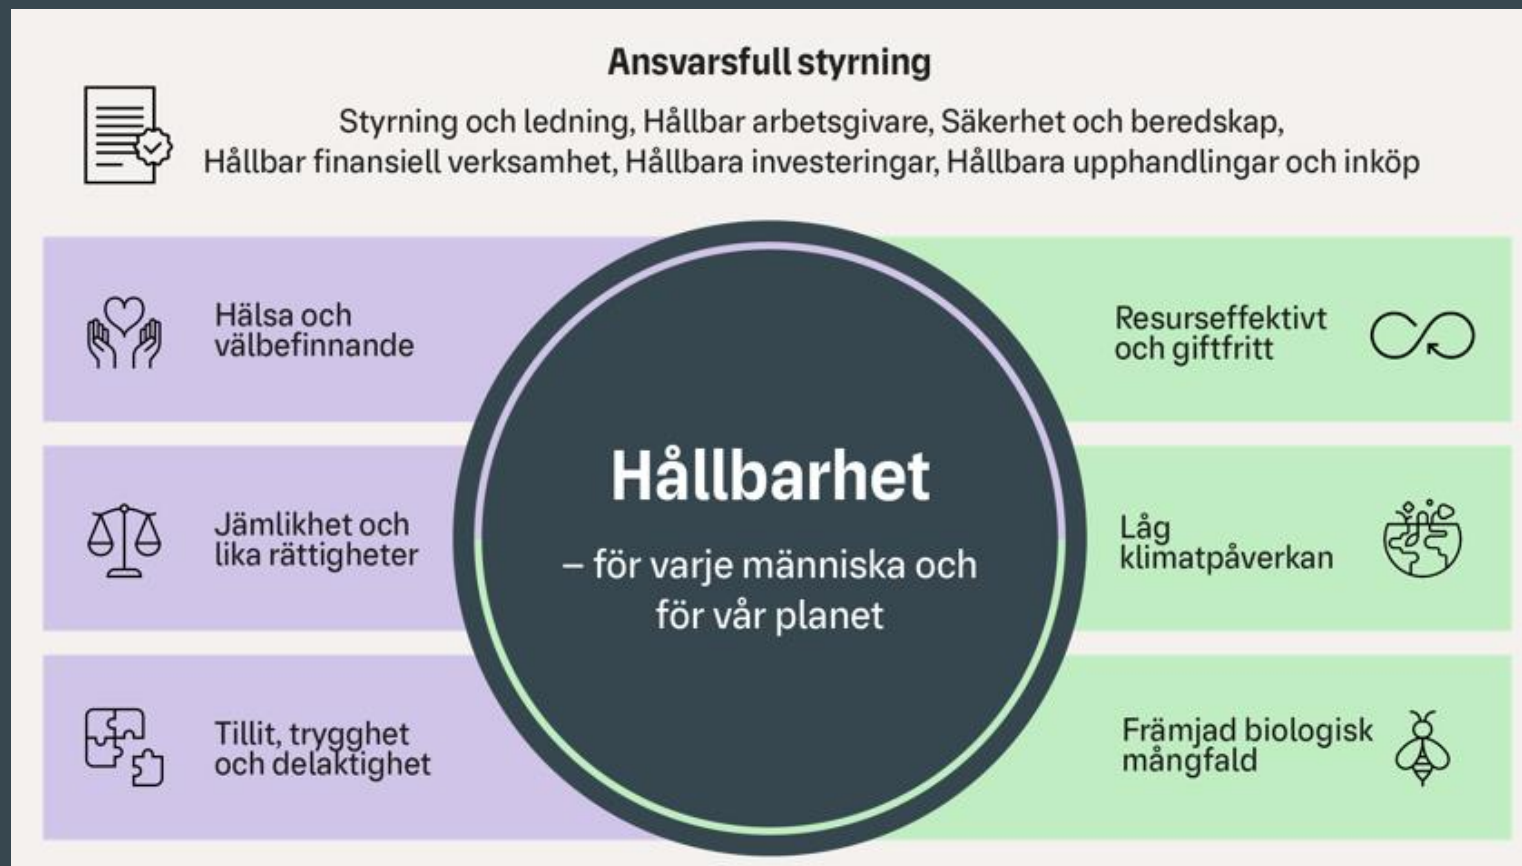 Ansvarsfull styrning
Styrning och ledning, Hållbar arbetsgivare, Säkerhet och beredskap,
Hållbar finansiell verksamhet, Hållbara investeringar, Hållbara upphandlingar och inköp
Hälsa och
välbefinnande
Jämlikhet och
lika rättigheter
Tillit, trygghet
och delaktighet
Hållbarhet
– för varje människa och
för vår planet
Resurseffektivt
och giftfritt
Låg
klimatpåverkan
Främjad biologisk
mångfald